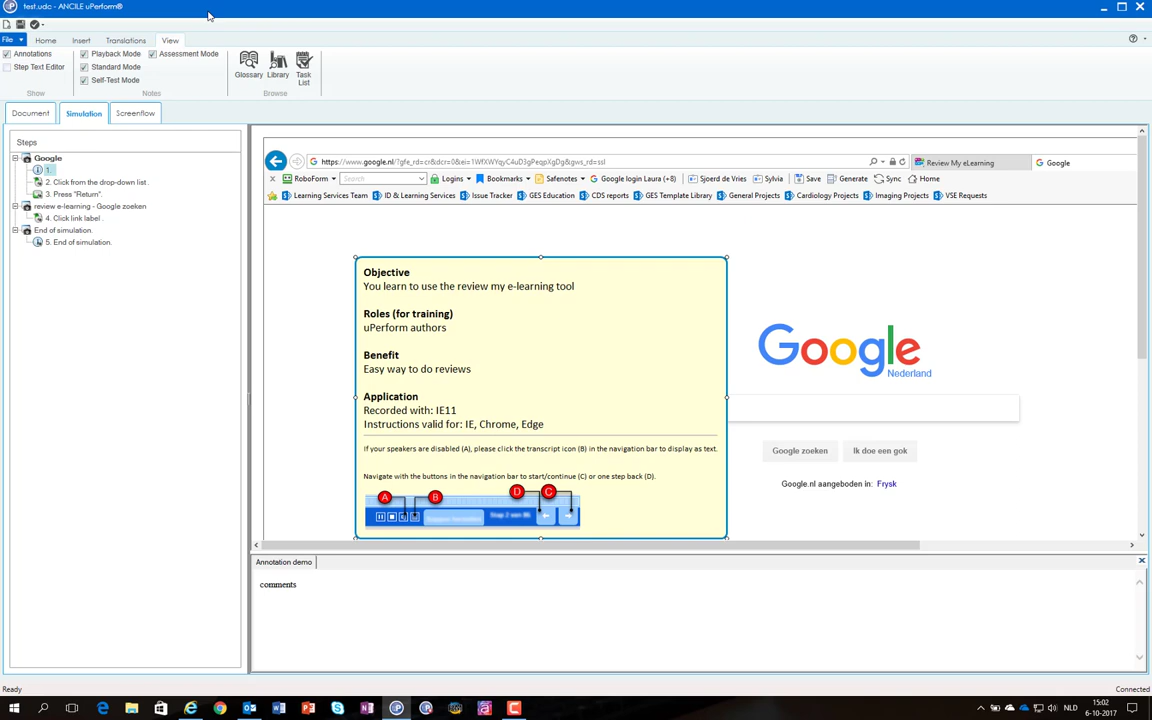 test.udc - ANCILE uPerform®
File Home Insert Translations View
Annotations
Step Text Editor
Show
Playback Mode Assessment Mode
Standard Mode
Self-Test Mode
Notes
Glossary Library Task List
Browse
Document Simulation Screenflow
Steps
Google
1.
2. Click from the drop-down list .
3. Press "Return".
review e-learning - Google zoeken
4. Click link label .
End of simulation.
5. End of simulation.
Review My eLearning
Google
RoboForm Search Logins Bookmarks Safenotes Google login Laura (+8) Sjoerd de Vries Sylvia Save Generate Sync Home
Learning Services Team ID & Learning Services Issue Tracker GES Education CDS reports GES Template Library General Projects Cardiology Projects Imaging Projects VSE Requests
Objective
You learn to use the review my e-learning tool
Roles (for training)
uPerform authors
Benefit
Easy way to do reviews
Application
Recorded with: IE11
Instructions valid for: IE, Chrome, Edge
If your speakers are disabled (A), please click the transcript icon (B) in the navigation bar to display as text.
Navigate with the buttons in the navigation bar to start/continue (C) or one step back (D).
A B D C
Google
Nederland
Google zoeken Ik doe een gok
Google.nl aangeboden in: Frysk
Annotation demo
comments
Ready Connected
NLD
15:02
6-10-2017